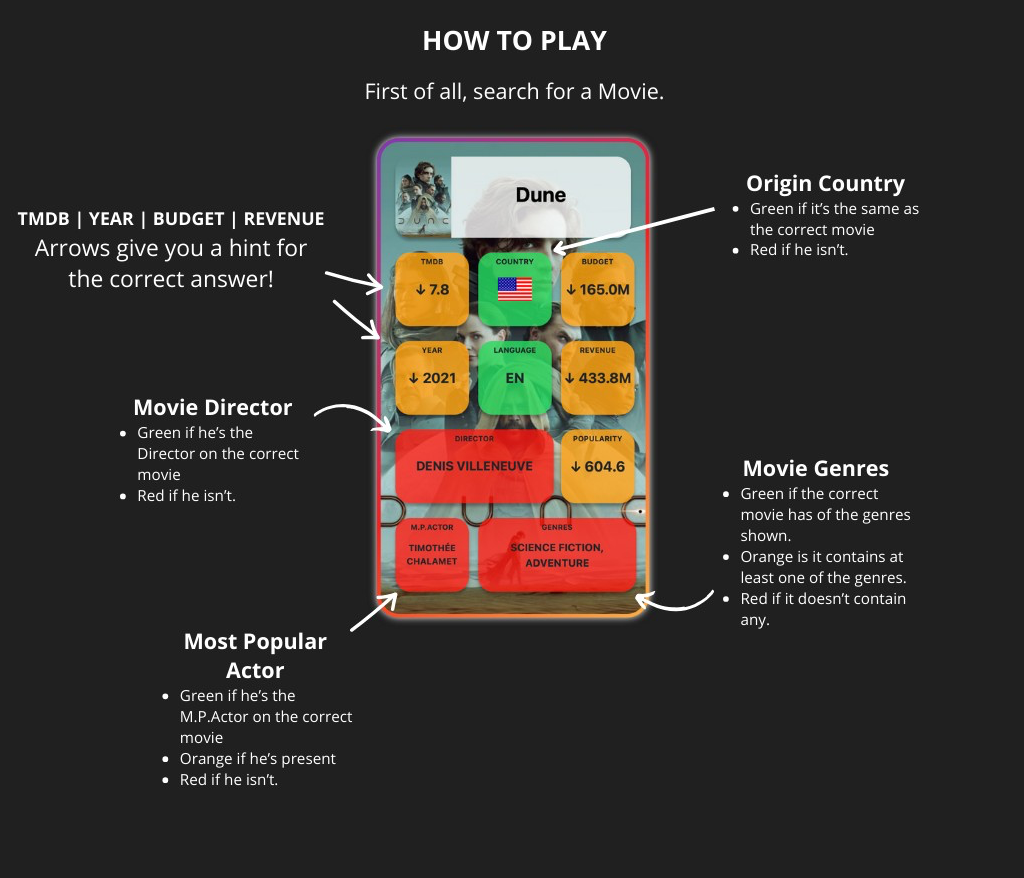 HOW TO PLAY
First of all, search for a Movie.
TMDB | YEAR | BUDGET | REVENUE
Arrows give you a hint for
the correct answer!
Origin Country
• Green if it’s the same as
the correct movie
• Red if he isn’t.
Dune
DUNC
TMDB
↓ 7.8
COUNTRY
BUDGET
↓ 165.0M
YEAR
↓ 2021
LANGUAGE
EN
REVENUE
↓ 433.8M
DIRECTOR
DENIS VILLENEUVE
POPULARITY
↓ 604.6
M.P.ACTOR
TIMOTHÉE
CHALAMET
GENRES
SCIENCE FICTION,
ADVENTURE
Movie Director
• Green if he’s the
Director on the correct
movie
• Red if he isn’t.
Movie Genres
• Green if the correct
movie has of the genres
shown.
• Orange is it contains at
least one of the genres.
• Red if it doesn’t contain
any.
Most Popular
Actor
• Green if he’s the
M.P.Actor on the correct
movie
• Orange if he’s present
• Red if he isn’t.